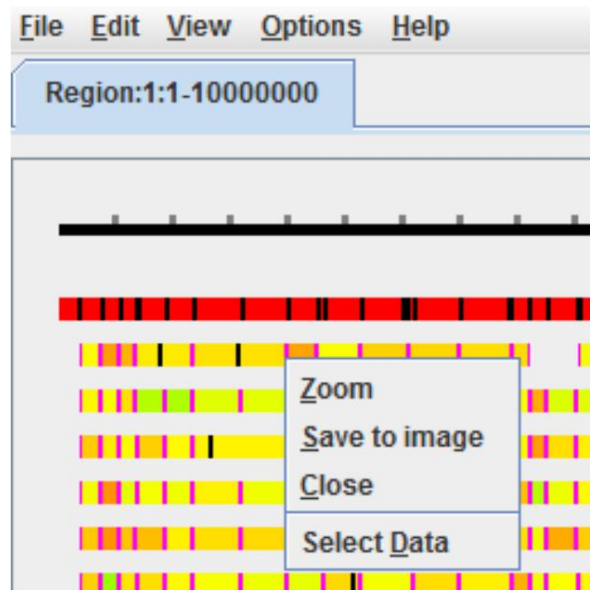 File Edit View Options Help
Region:1:1-10000000
Zoom
Save to image
Close
Select Data